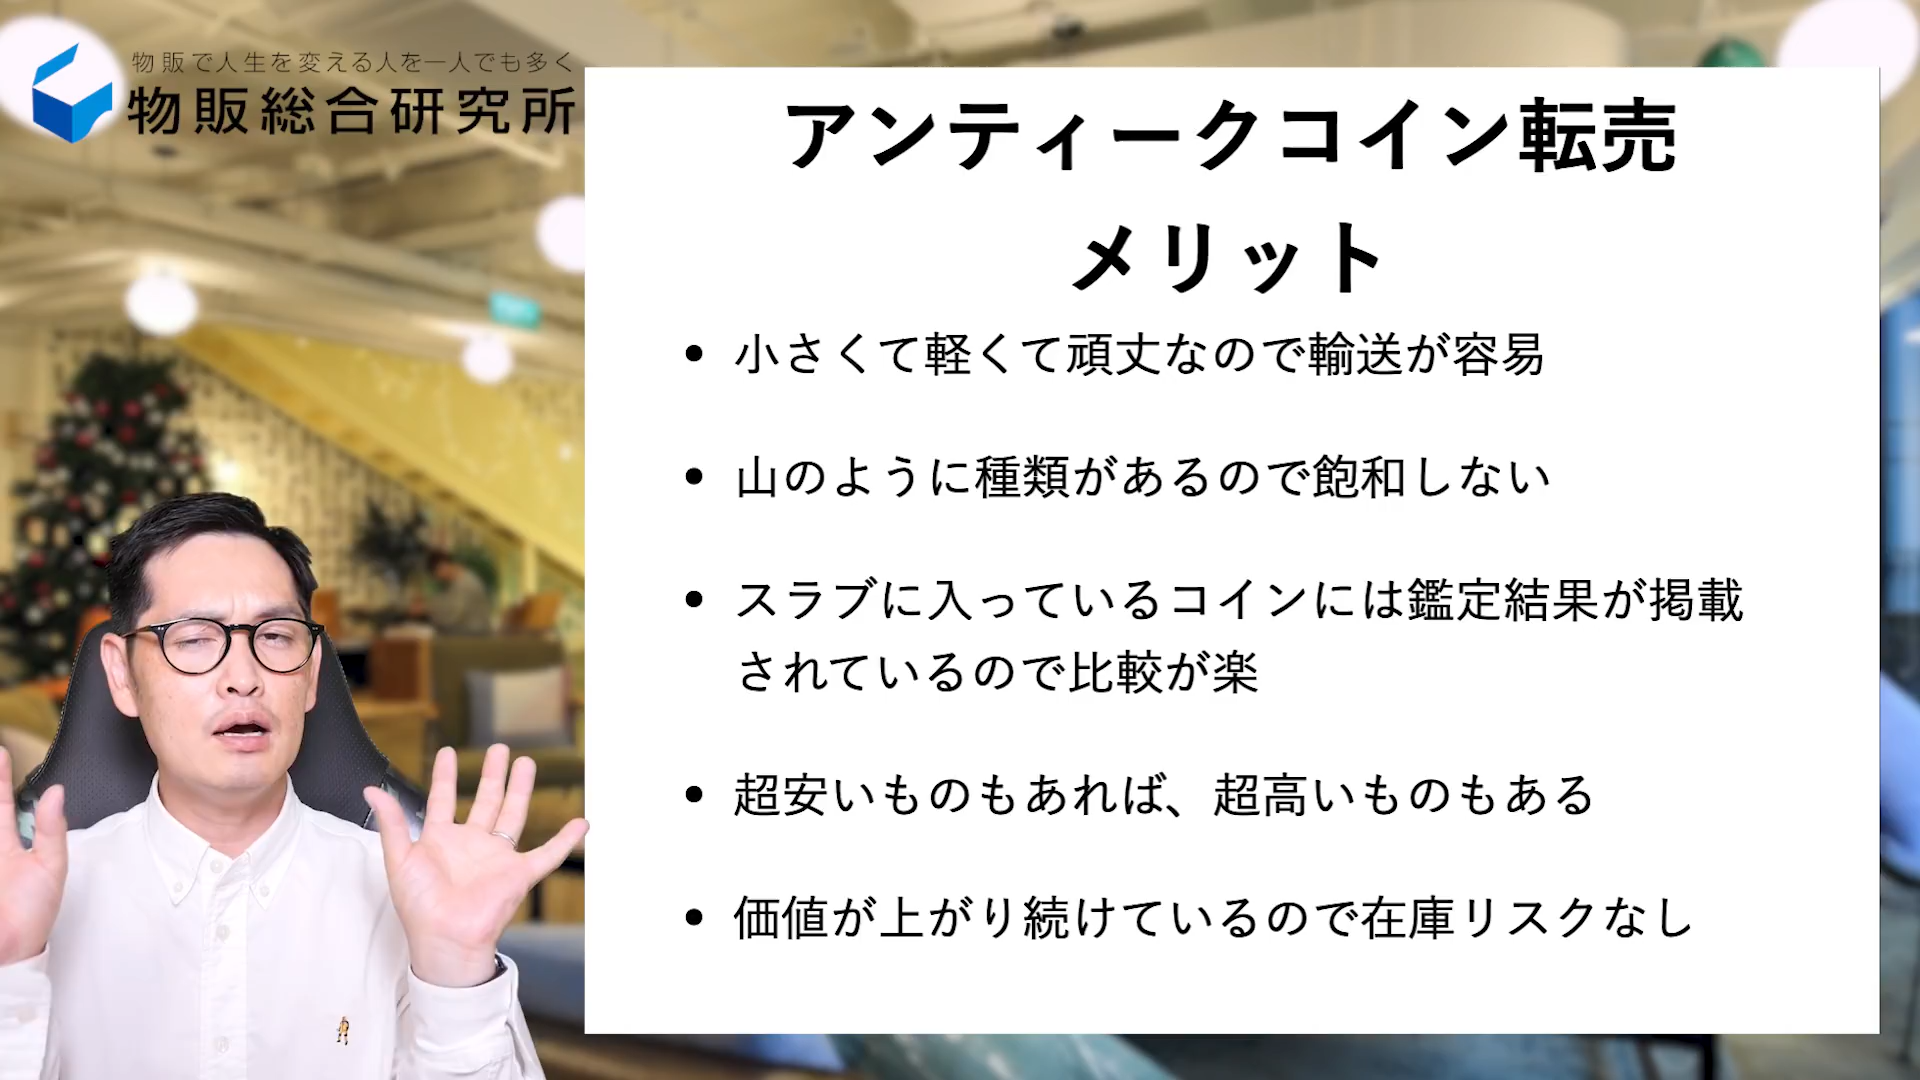 物販で人生を変える人を一人でも多く
物販総合研究所
アンティークコイン転売
メリット
• 小さくて軽くて頑丈なので輸送が容易
• 山のように種類があるので飽和しない
• スラブに入っているコインには鑑定結果が掲載
されているので比較が楽
• 超安いものもあれば、超高いものもある
• 価値が上がり続けているので在庫リスクなし